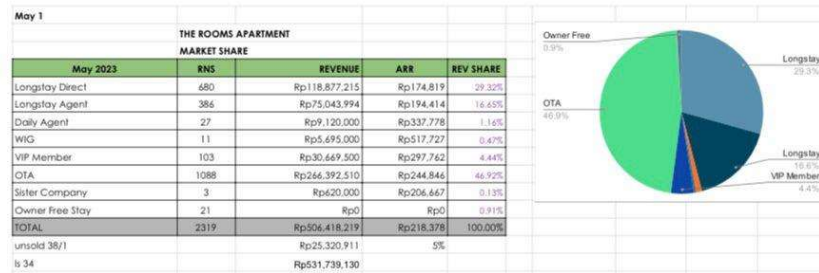 May 1
THE ROOMS APARTMENT
MARKET SHARE
May 2023 RNS REVENUE ARR REV SHARE
Longstay Direct 680 Rp118,877,215 Rp174,819 29.32%
Longstay Agent 386 Rp75,043,994 Rp194,414 16.65%
Daily Agent 27 Rp9,120,000 Rp337,778 1.16%
WIG 11 Rp5,695,000 Rp517,727 0.47%
VIP Member 103 Rp30,669,500 Rp297,762 4.44%
OTA 1088 Rp266,392,510 Rp244,846 46.92%
Sister Company 3 Rp620,000 Rp206,667 0.13%
Owner Free Stay 21 Rp0 Rp0 0.91%
TOTAL 2319 Rp506,418,219 Rp218,378 100.00%
unsold 38/1 Rp25,320,911 5%
ls 34 Rp531,739,130
Owner Free
0.9%
Longstay
29.3%
OTA
46.9%
Longstay
16.6%
VIP Member
4.4%